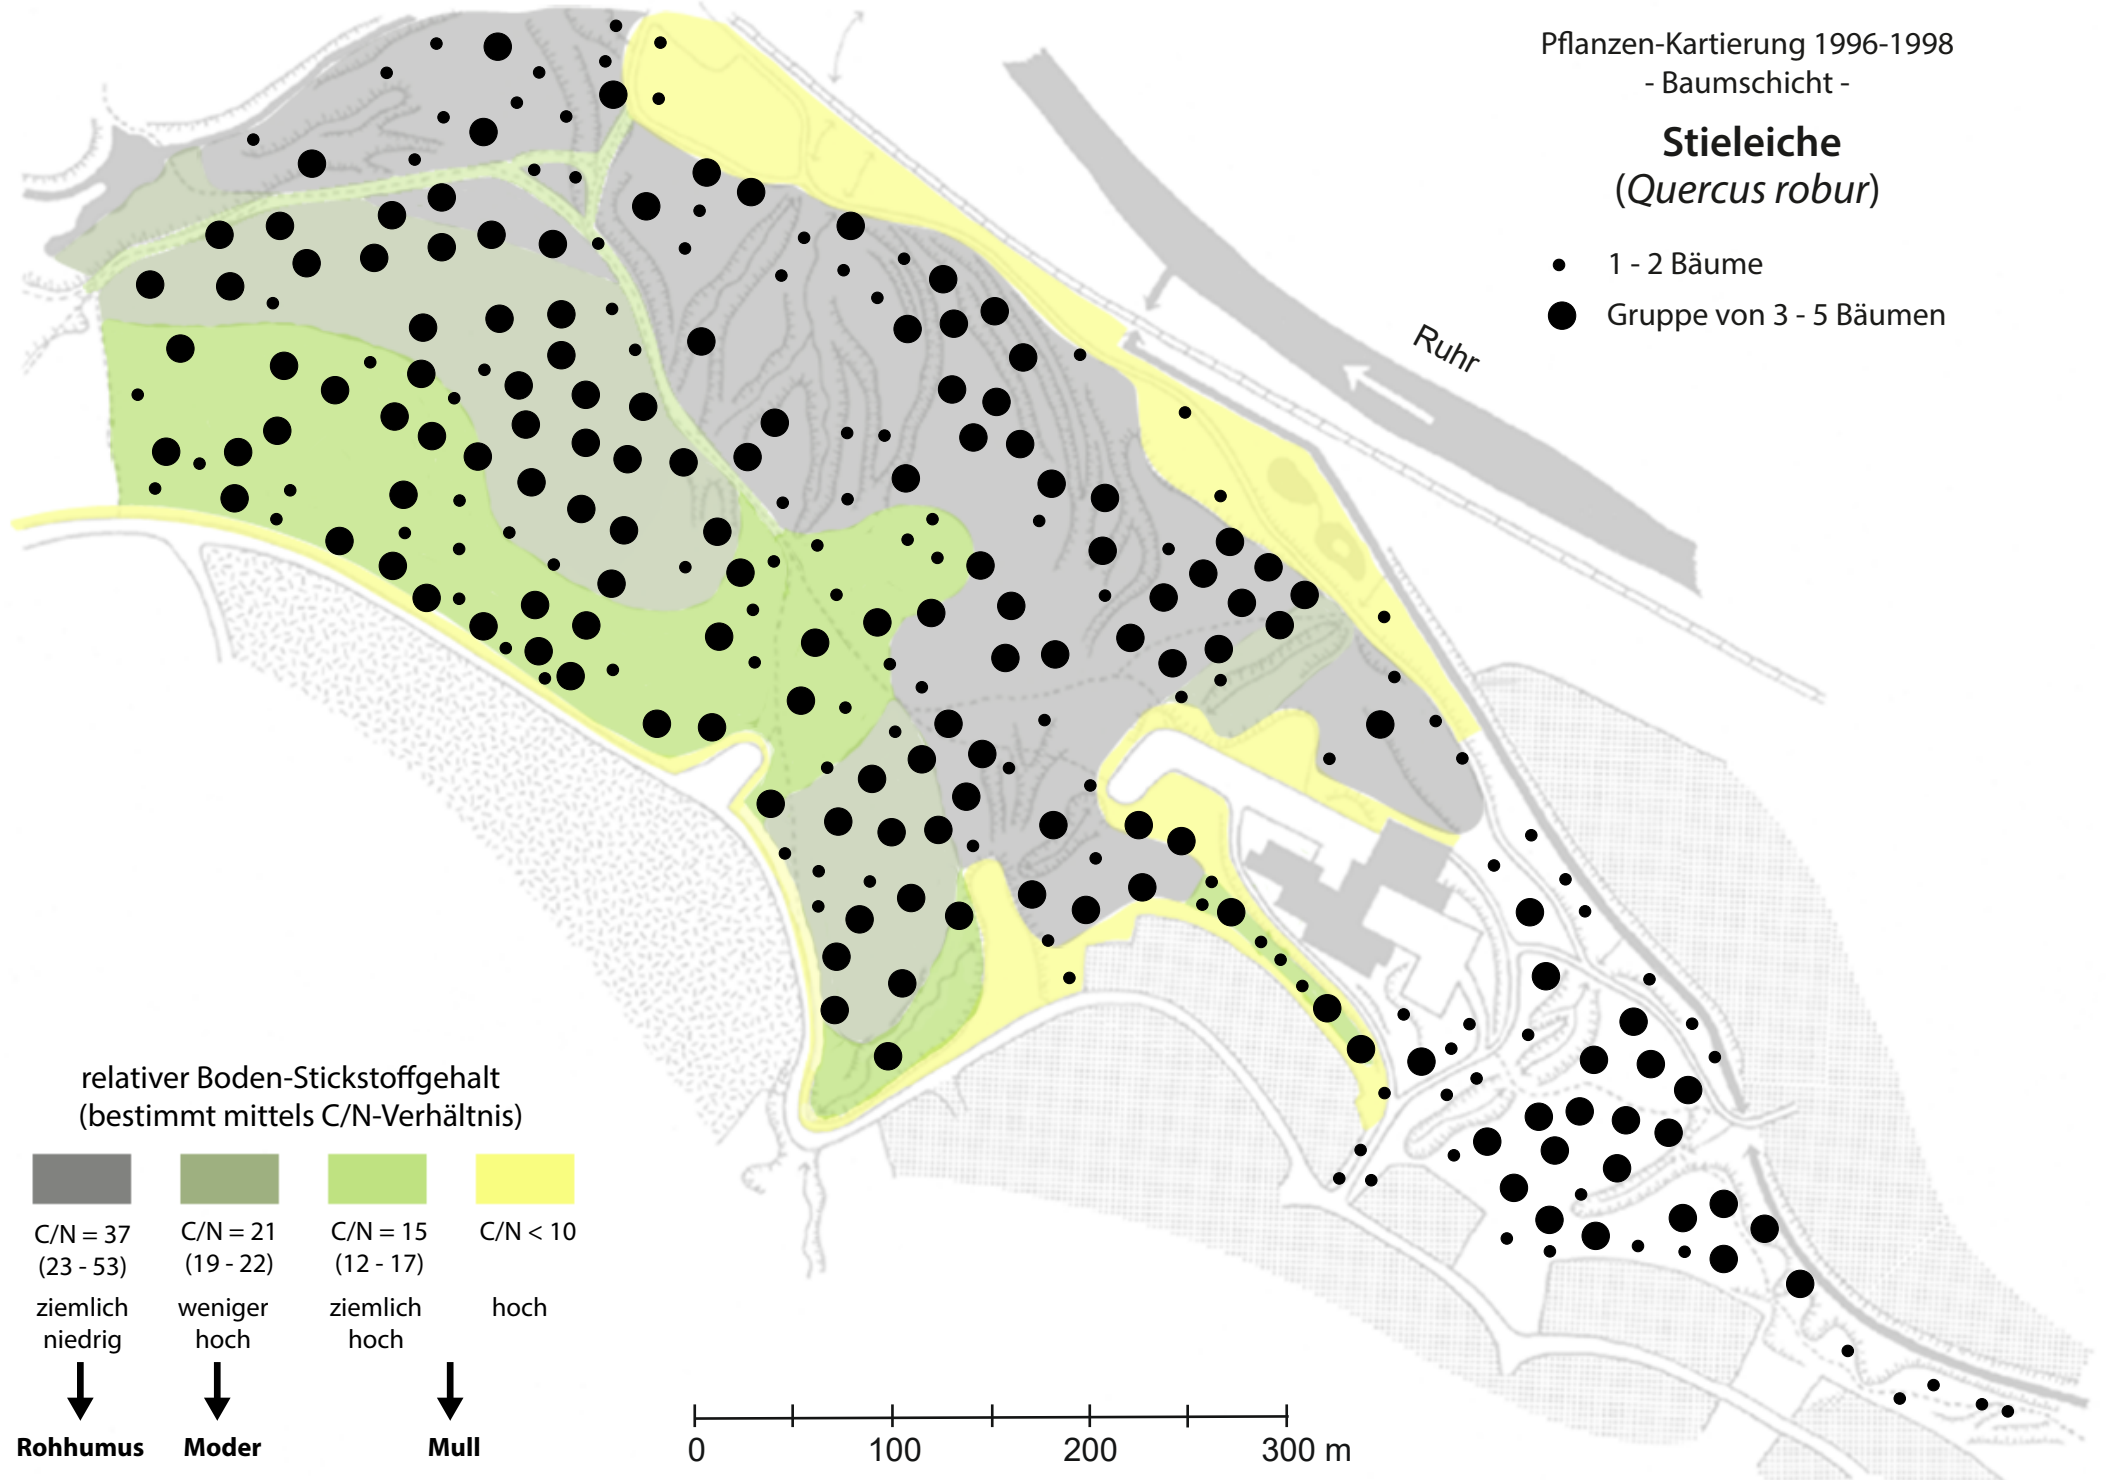 Pflanzen-Kartierung 1996-1998
- Baumschicht -
Stieleiche
(Quercus robur)
1 - 2 Bäume
Gruppe von 3 - 5 Bäumen
Ruhr
relativer Boden-Stickstoffgehalt
(bestimmt mittels C/N-Verhältnis)
C/N = 37 C/N = 21 C/N = 15 C/N < 10
(23 - 53) (19 - 22) (12 - 17)
ziemlich weniger ziemlich hoch
niedrig hoch hoch
Rohhumus Moder Mull
0 100 200 300 m